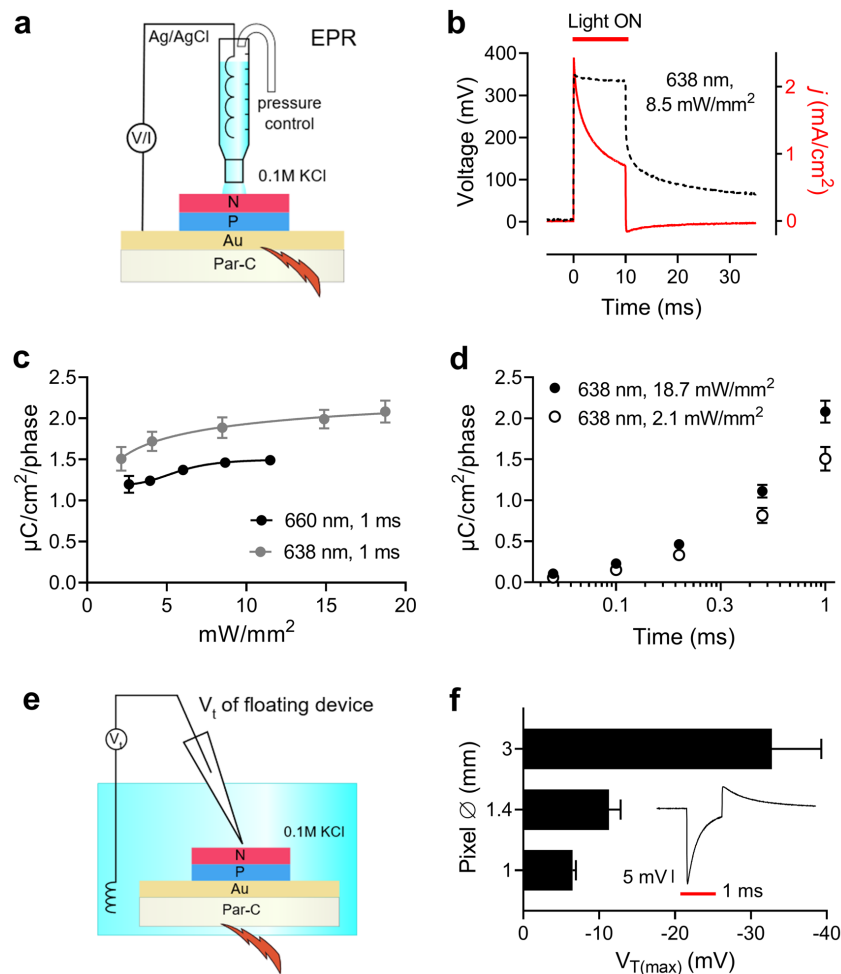 a
Ag/AgCl
EPR
pressure
control
V/I
0.1M KCl
N
P
Au
Par-C
b
Light ON
638 nm,
8.5 mW/mm²
Voltage (mV)
400
300
200
100
0
j (mA/cm²)
2
1
0
0 10 20 30
Time (ms)
c
µC/cm²/phase
2.5
2.0
1.5
1.0
0.5
0.0
660 nm, 1 ms
638 nm, 1 ms
0 5 10 15 20
mW/mm²
d
638 nm, 18.7 mW/mm²
638 nm, 2.1 mW/mm²
µC/cm²/phase
2.5
2.0
1.5
1.0
0.5
0.0
0.1 0.3 1
Time (ms)
e
Vt of floating device
Vt
0.1M KCl
N
P
Au
Par-C
f
Pixel ∅ (mm)
3
1.4
1
5 mV
1 ms
0 -10 -20 -30 -40
VT(max) (mV)